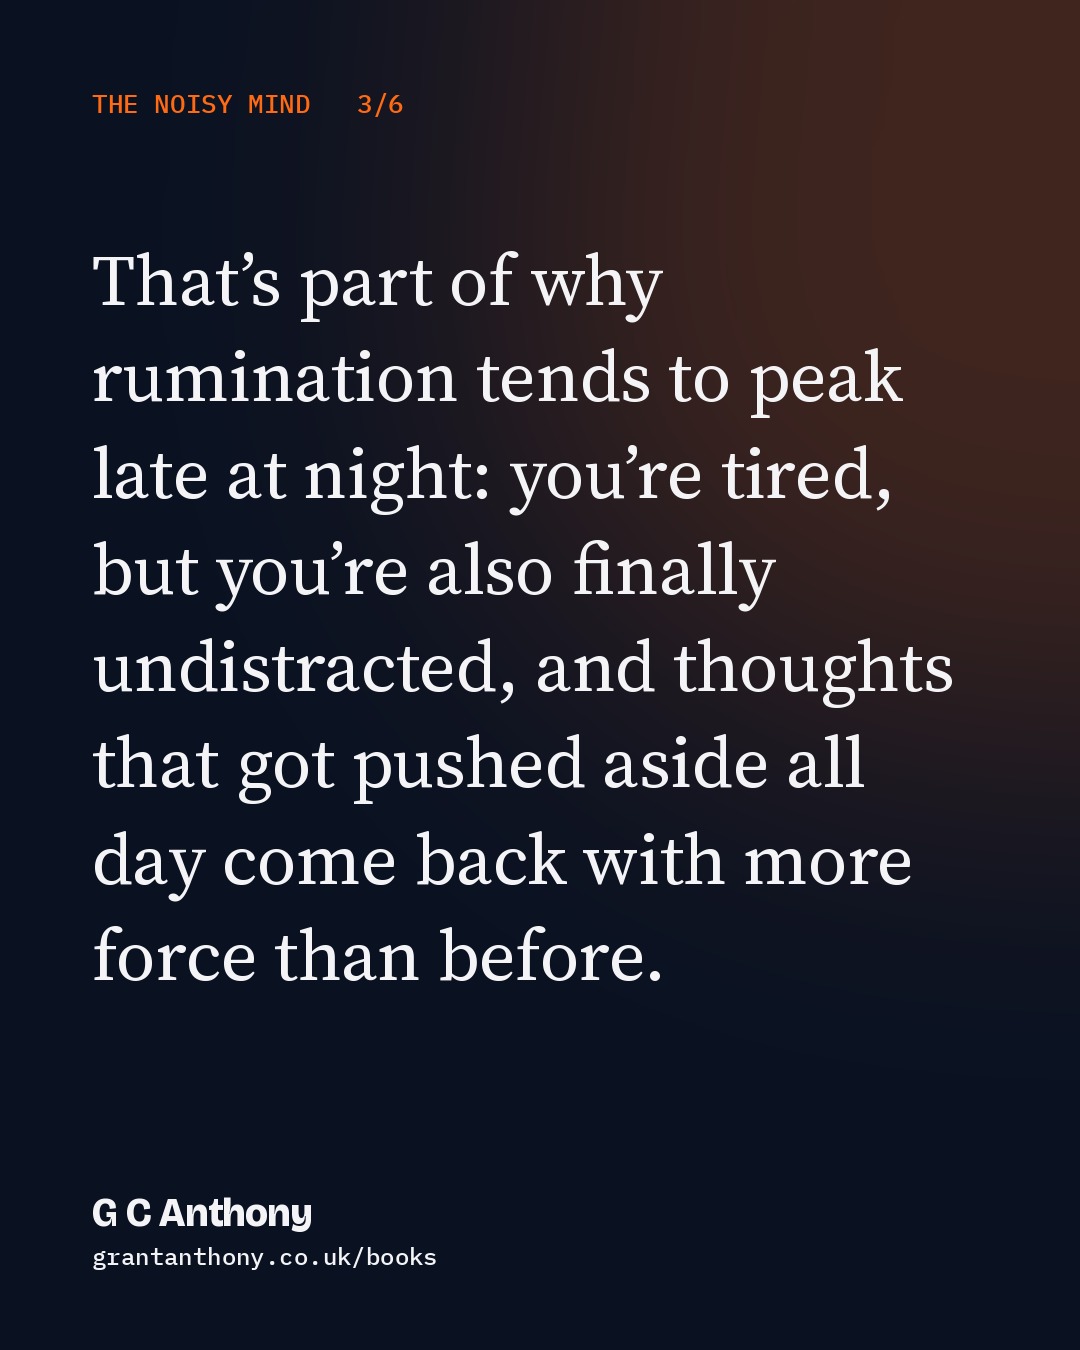 THE NOISY MIND 3/6
That’s part of why
rumination tends to peak
late at night: you’re tired,
but you’re also finally
undistracted, and thoughts
that got pushed aside all
day come back with more
force than before.
G C Anthony
grantanthony.co.uk/books